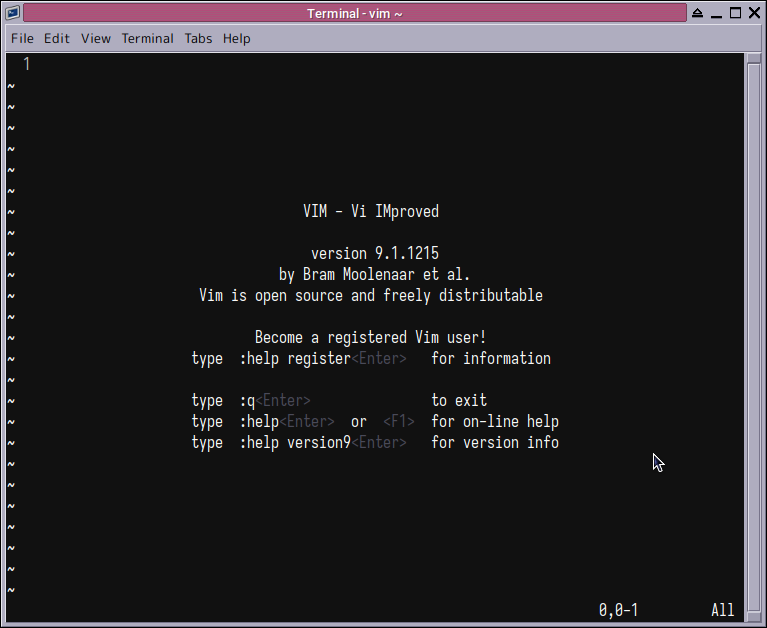 Terminal - vim ~
File Edit View Terminal Tabs Help
1
~
~
~
~
~
~
~ VIM - Vi IMproved
~
~ version 9.1.1215
~ by Bram Moolenaar et al.
~ Vim is open source and freely distributable
~
~ Become a registered Vim user!
~ type :help register<Enter> for information
~
~ type :q<Enter> to exit
~ type :help<Enter> or <F1> for on-line help
~ type :help version9<Enter> for version info
~
~
~
~
~
~
~
0,0-1 All